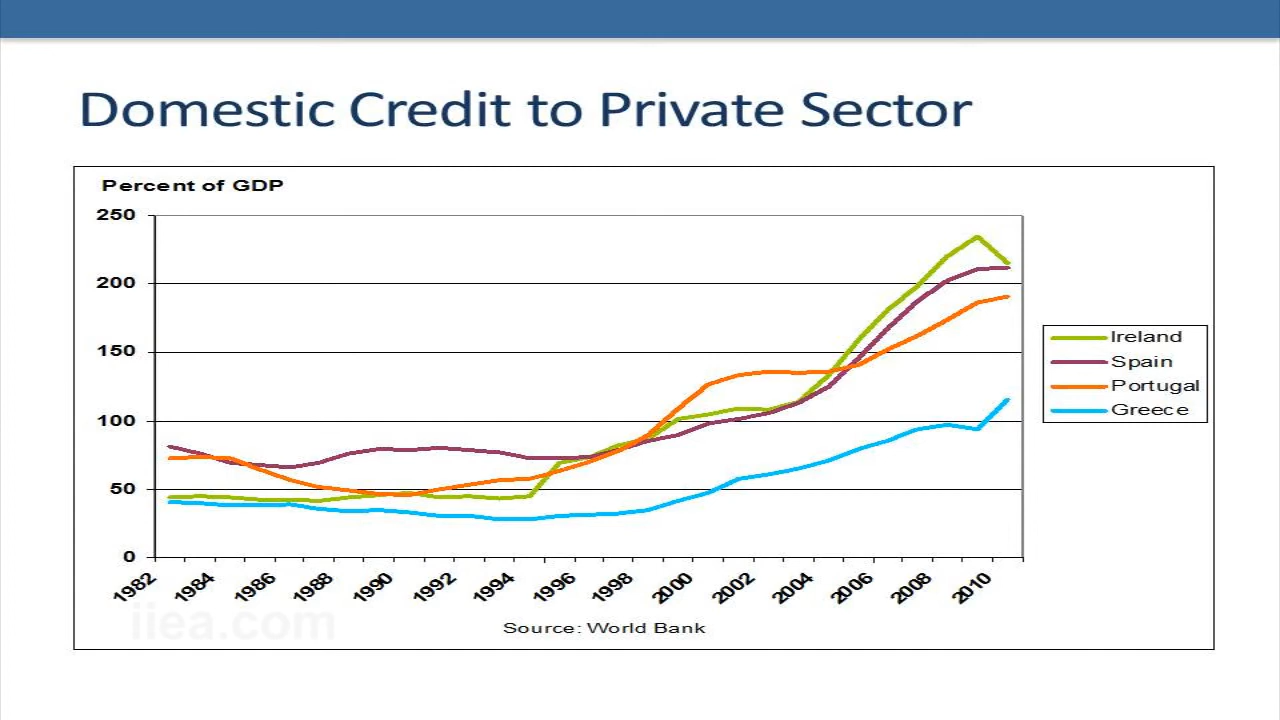 Domestic Credit to Private Sector
Percent of GDP
250
200
150
100
50
0
1982 1984 1986 1988 1990 1992 1994 1996 1998 2000 2002 2004 2006 2008 2010
Ireland
Spain
Portugal
Greece
iiea.com
Source: World Bank